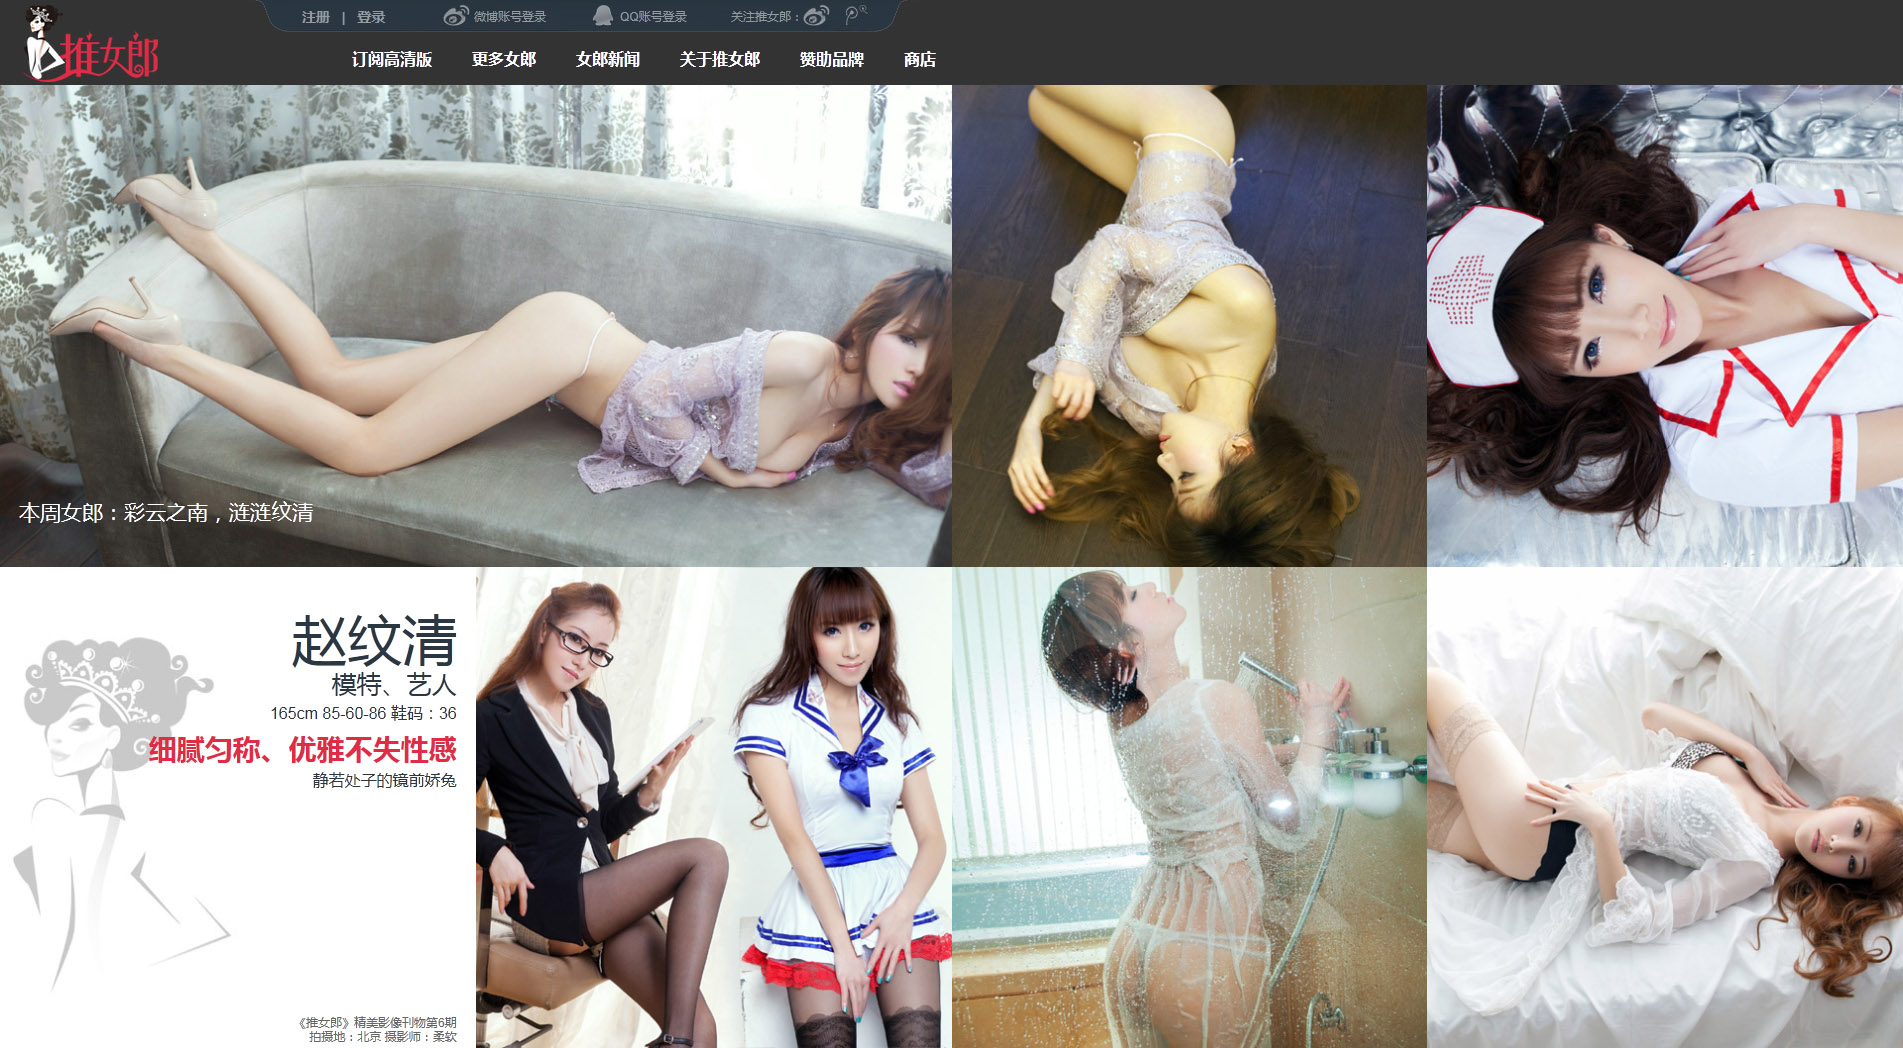 推女郎
注册 | 登录
微博账号登录
QQ账号登录
关注推女郎：
订阅高清版
更多女郎
女郎新闻
关于推女郎
赞助品牌
商店
本周女郎：彩云之南，涟涟纹清
赵纹清
模特、艺人
165cm 85-60-86 鞋码：36
细腻匀称、优雅不失性感
静若处子的镜前娇兔
《推女郎》精美影像刊物第6期
拍摄地：北京 摄影师：柔软